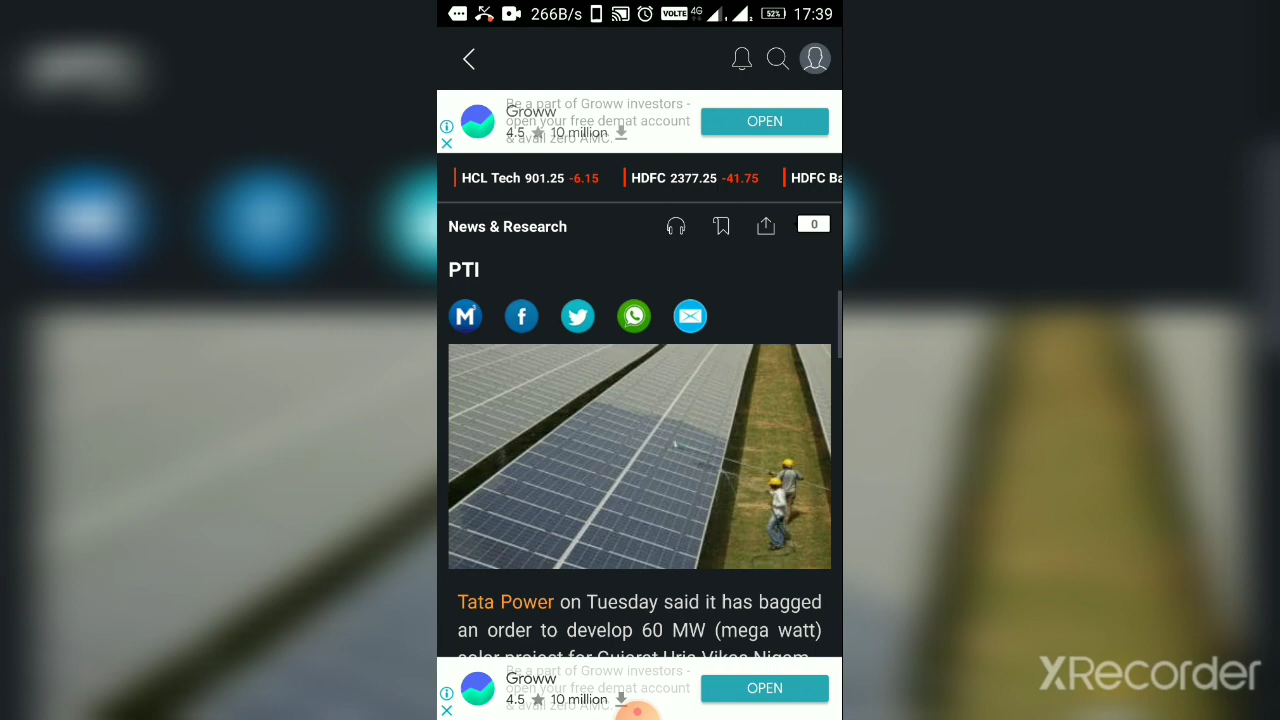 266B/s VOLTE 4G 52% 17:39
Be a part of Groww investors -
open your free demat account
& avail zero AMC.
Groww
4.5 10 million
OPEN
HCL Tech 901.25 -6.15 HDFC 2377.25 -41.75 HDFC Ba
News & Research
0
PTI
Tata Power on Tuesday said it has bagged
an order to develop 60 MW (mega watt)
solar project for Gujarat Urja Vikas Nigam
Be a part of Groww investors -
open your free demat account
& avail zero AMC.
Groww
4.5 10 million
OPEN
XRecorder